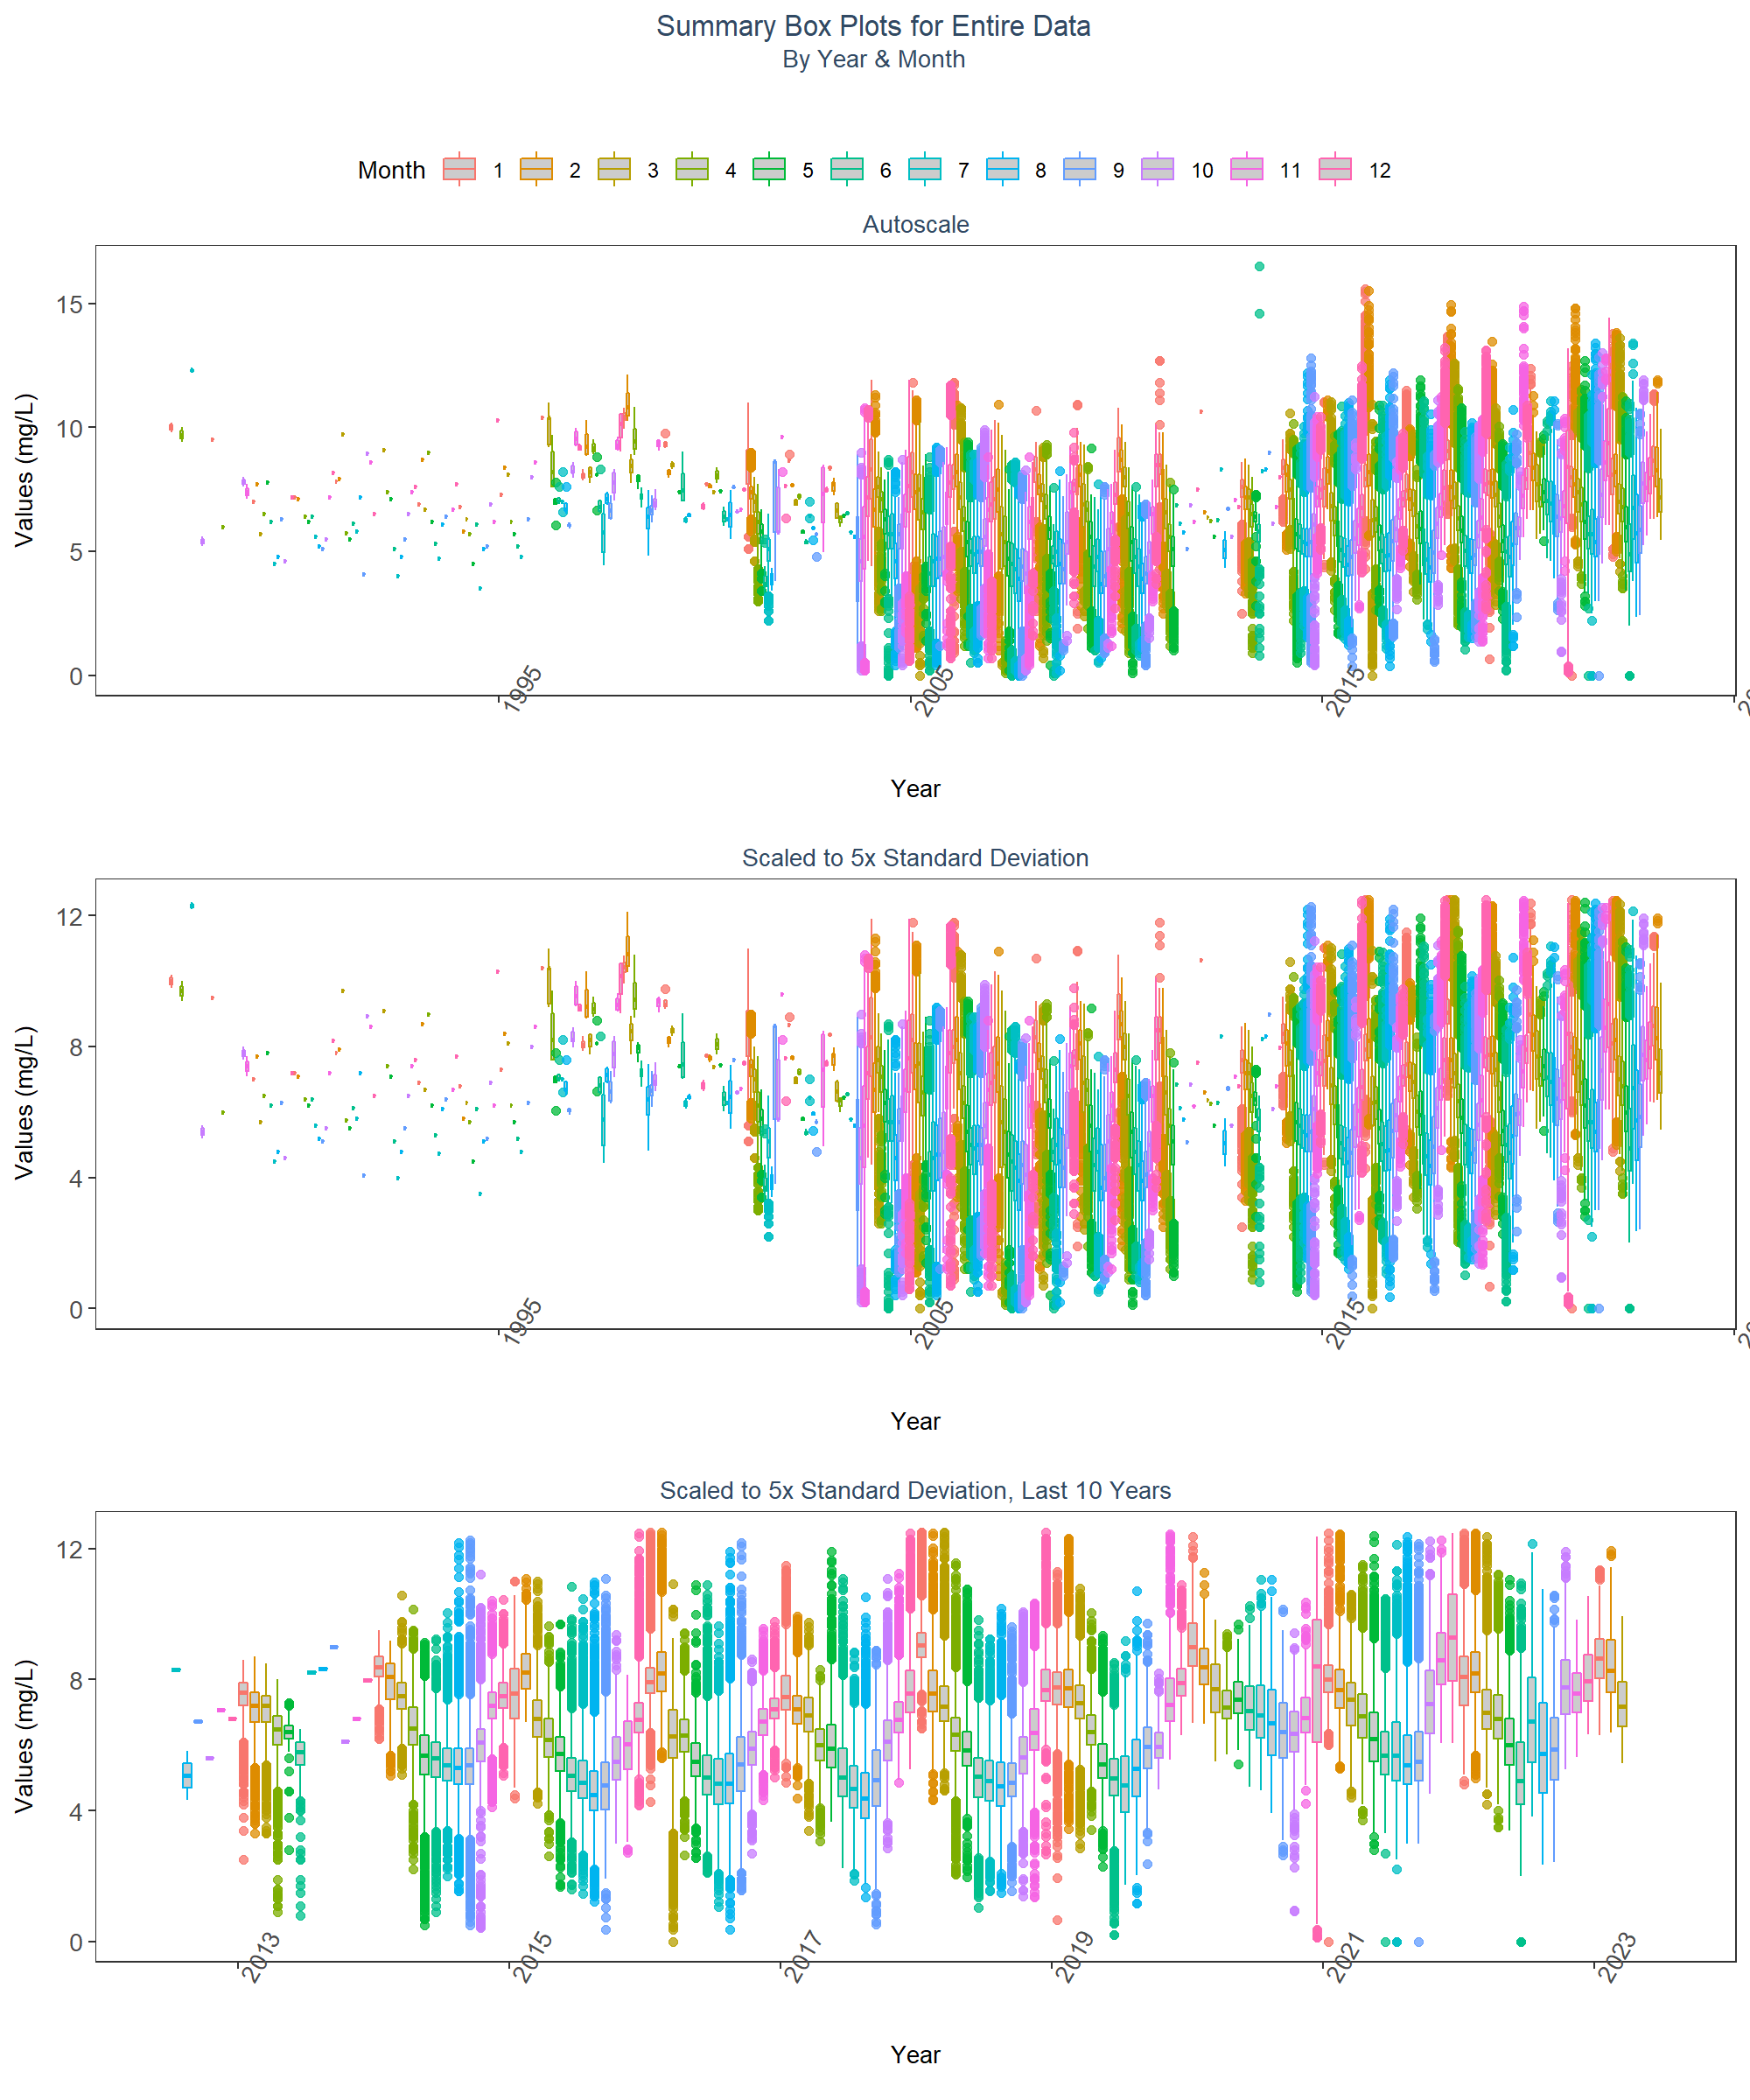 Summary Box Plots for Entire Data
By Year & Month
Month 1 2 3 4 5 6 7 8 9 10 11 12
Autoscale
Values (mg/L)
15
10
5
0
1995 2005 2015
Year
Scaled to 5x Standard Deviation
Values (mg/L)
12
8
4
0
1995 2005 2015
Year
Scaled to 5x Standard Deviation, Last 10 Years
Values (mg/L)
12
8
4
0
2013 2015 2017 2019 2021 2023
Year